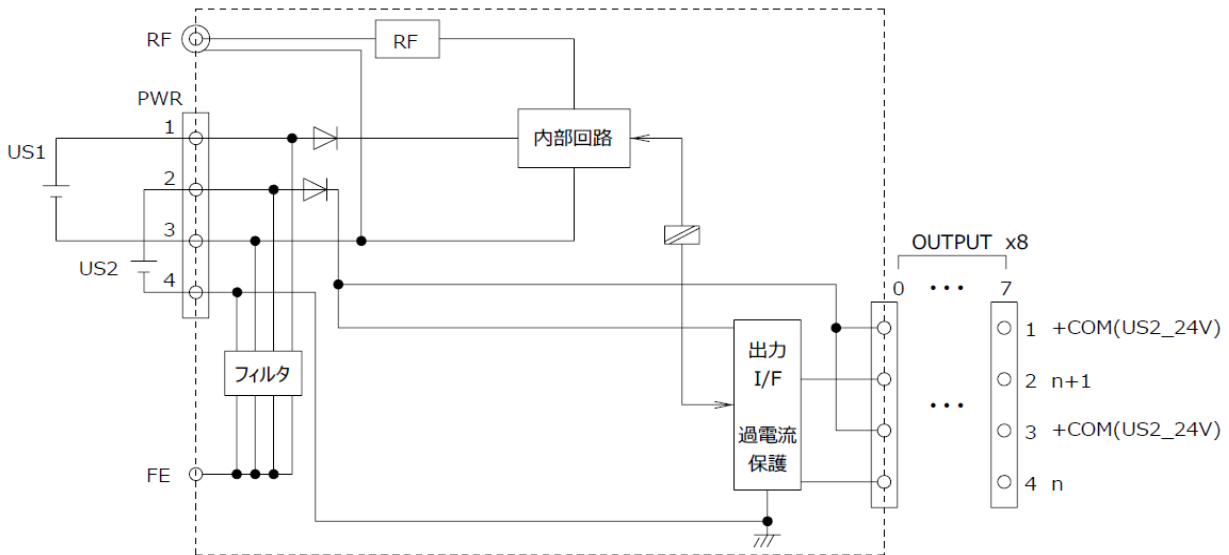 RF
RF
PWR
1
US1
内部回路
2
3
OUTPUT x8
US2
4
0 ••• 7
1 +COM(US2_24V)
出力
I/F
過電流
保護
フィルタ
2 n+1
•••
3 +COM(US2_24V)
FE
4 n